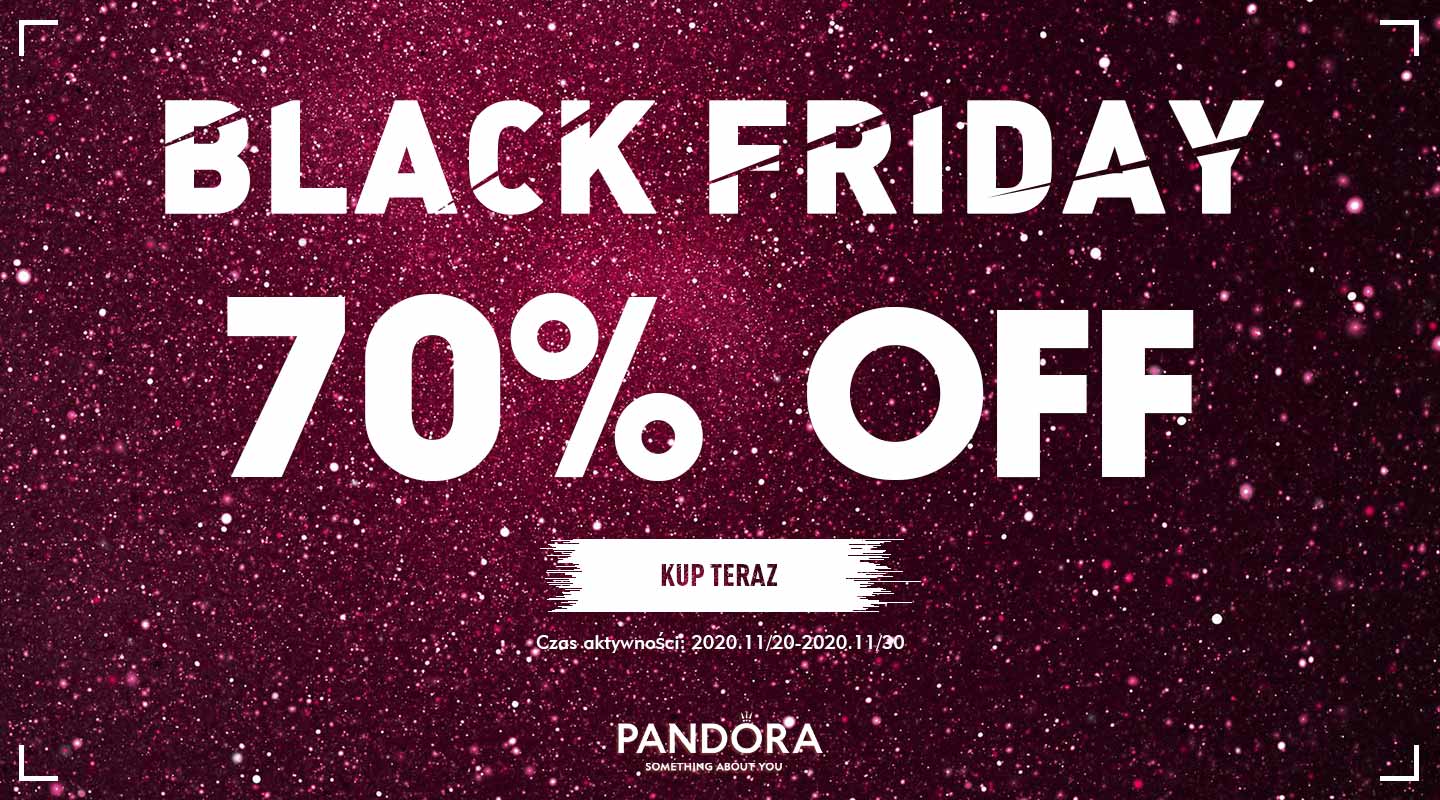 BLACK FRIDAY
70% OFF
KUP TERAZ
Czas aktywności: 2020.11/20-2020.11/30
PANDORA
SOMETHING ABOUT YOU